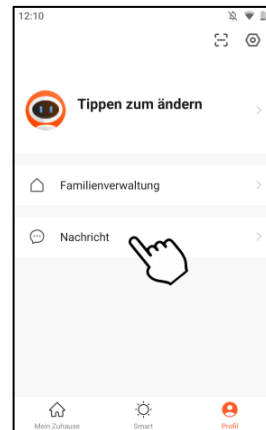 12:10
Tippen zum ändern
Familienverwaltung
Nachricht
Mein Zuhause Smart Profil